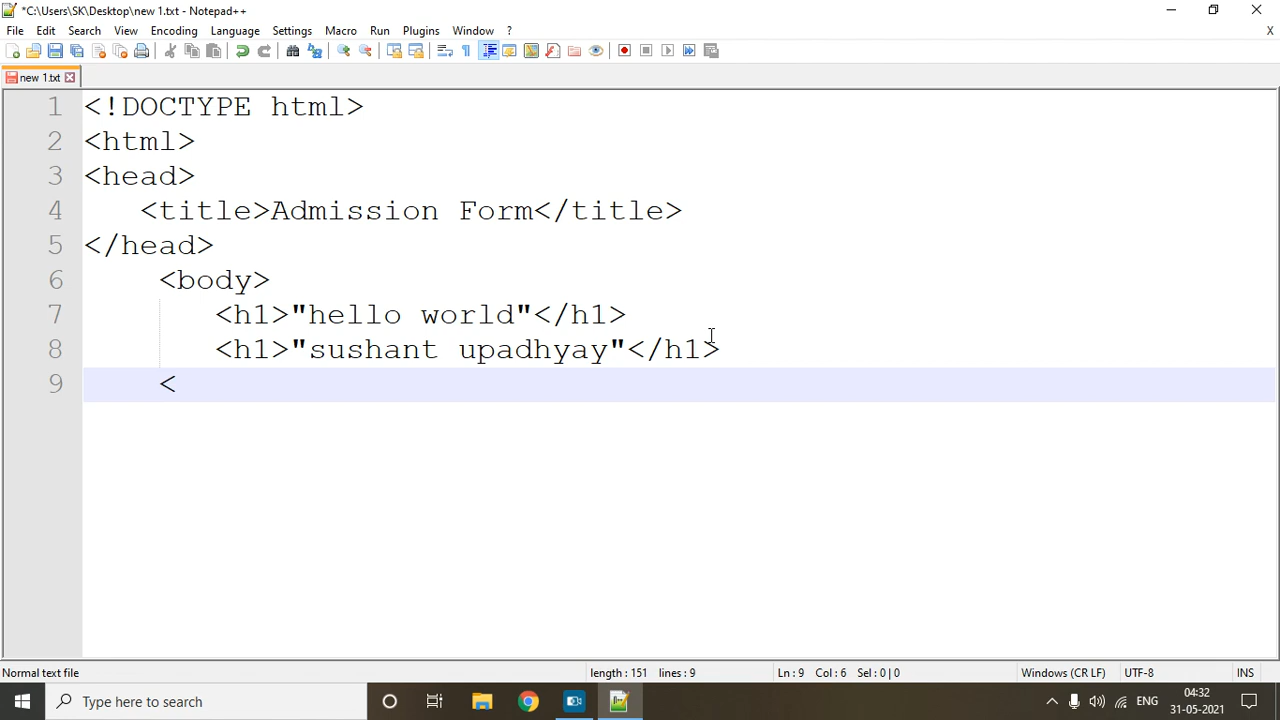 *C:\Users\SK\Desktop\new 1.txt - Notepad++
File Edit Search View Encoding Language Settings Macro Run Plugins Window ? X
new 1.txt
1 <!DOCTYPE html>
2 <html>
3 <head>
4 <title>Admission Form</title>
5 </head>
6 <body>
7 <h1>"hello world"</h1>
8 <h1>"sushant upadhyay"</h1>
9 <
Normal text file length : 151 lines : 9 Ln : 9 Col : 6 Sel : 0 | 0 Windows (CR LF) UTF-8 INS
Type here to search ENG 04:32
31-05-2021